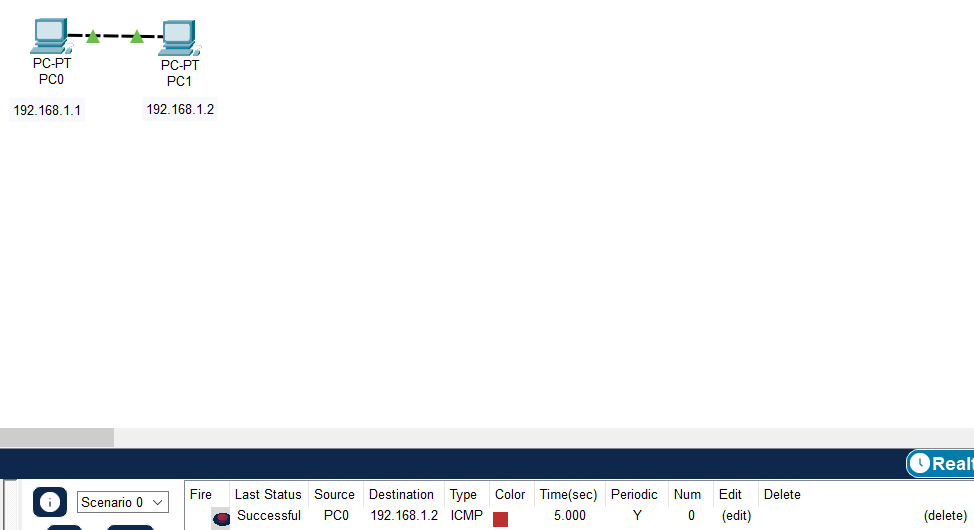 PC-PT
PC0
192.168.1.1
PC-PT
PC1
192.168.1.2
Scenario 0
Fire Last Status Source Destination Type Color Time(sec) Periodic Num Edit Delete
Successful PC0 192.168.1.2 ICMP 5.000 Y 0 (edit) (delete)